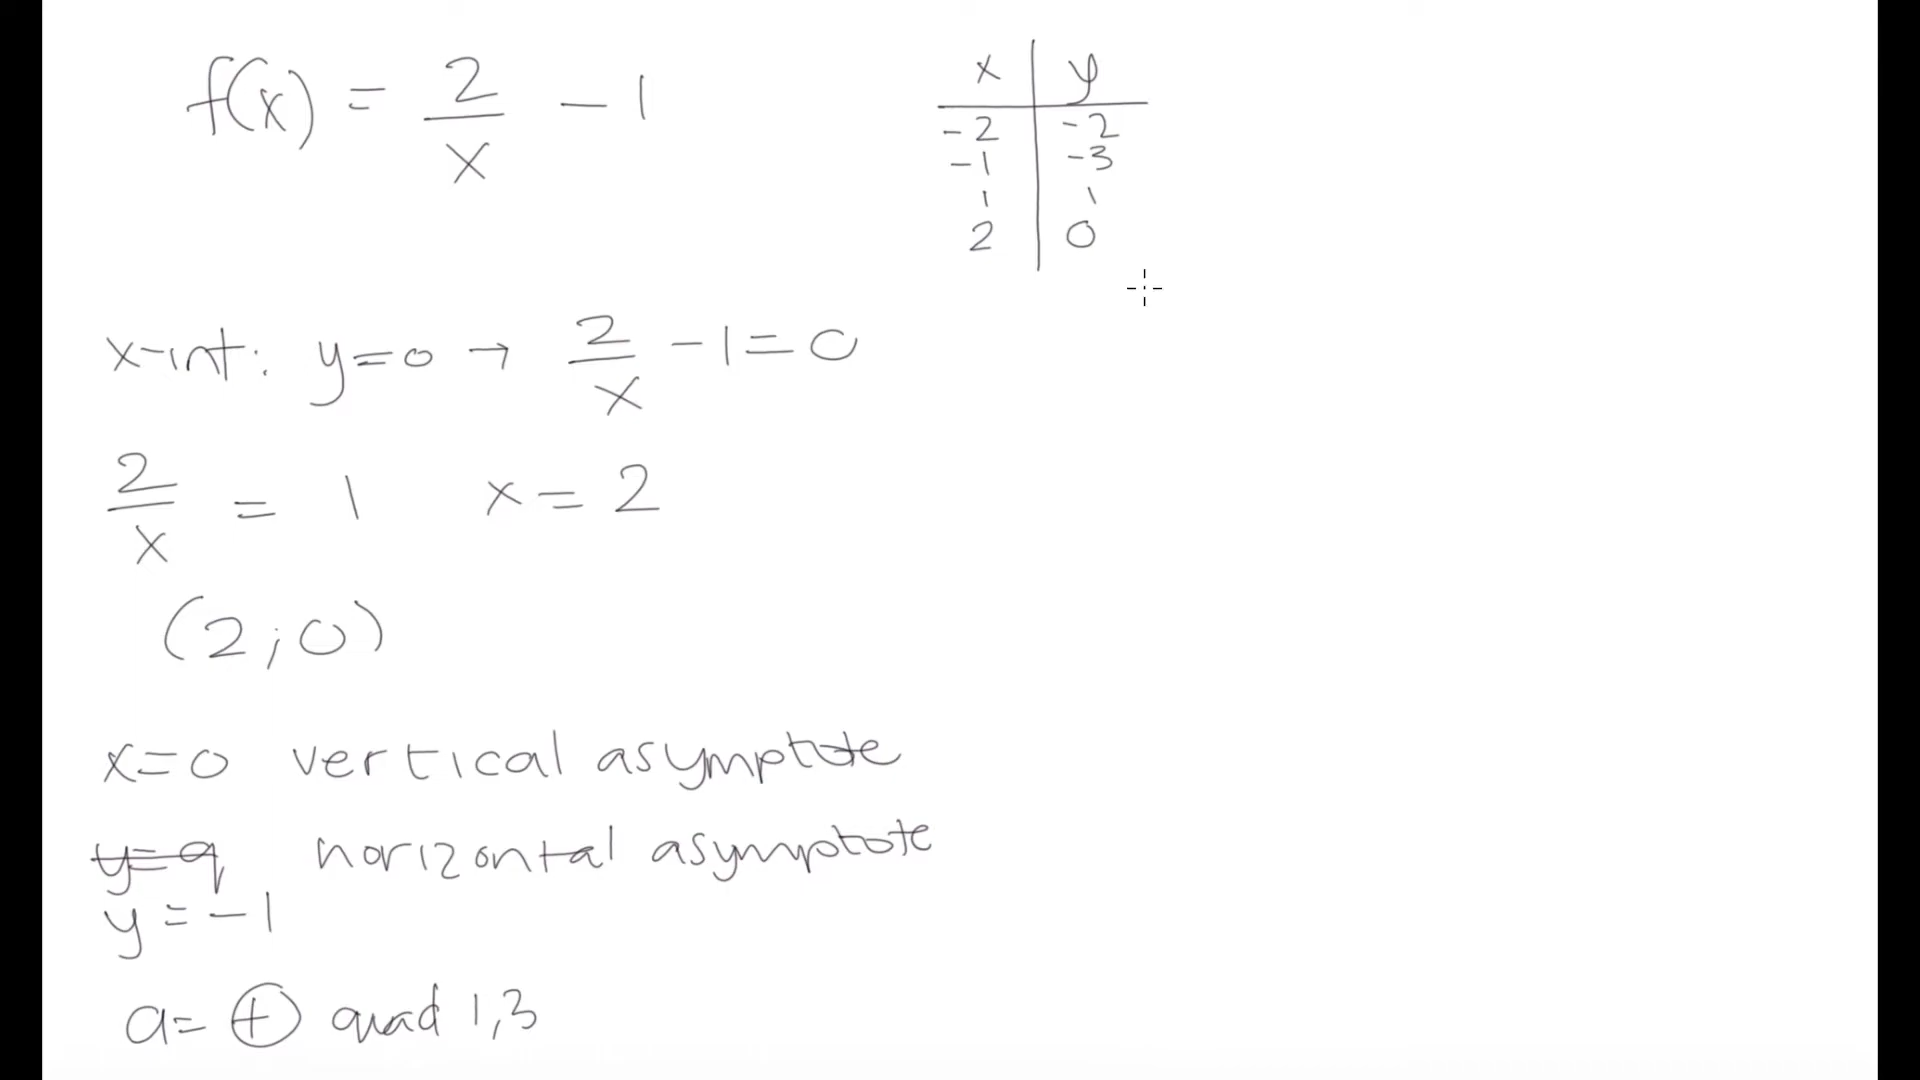 f(x) = 2/x - 1
x | y
-2 | -2
-1 | -3
1 | 1
2 | 0
x-int: y=0 → 2/x - 1 = 0
2/x = 1 x = 2
(2;0)
x=0 vertical asymptote
y=q horizontal asymptote
y = -1
a= + quad 1,3